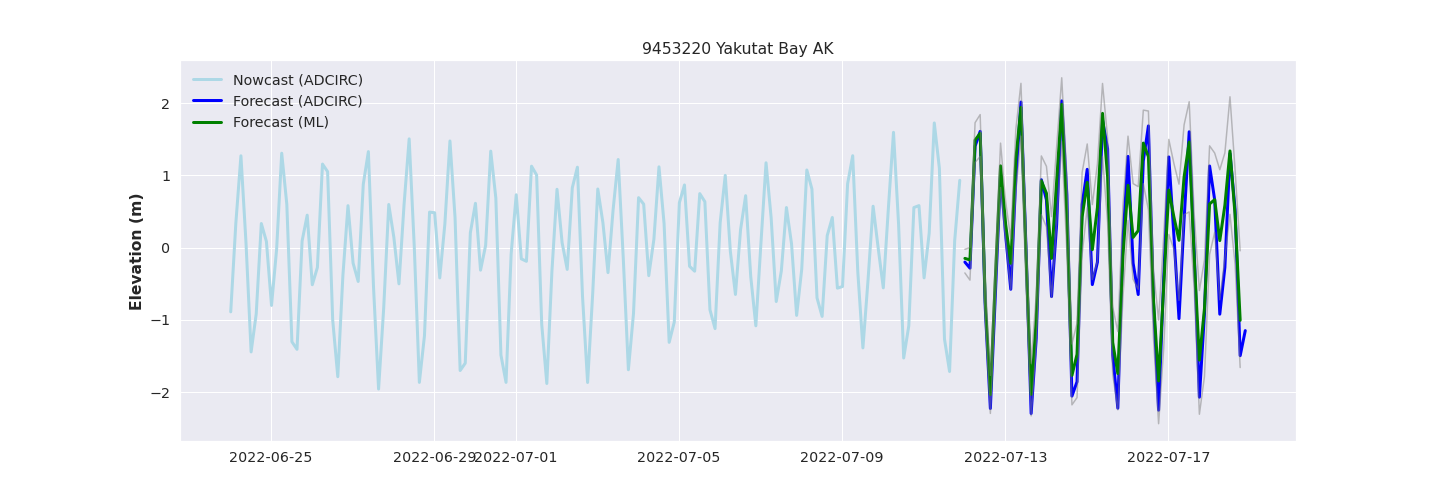 9453220 Yakutat Bay AK
Nowcast (ADCIRC)
Forecast (ADCIRC)
Forecast (ML)
Elevation (m)
2
1
0
−1
−2
2022-06-25
2022-06-29
2022-07-01
2022-07-05
2022-07-09
2022-07-13
2022-07-17